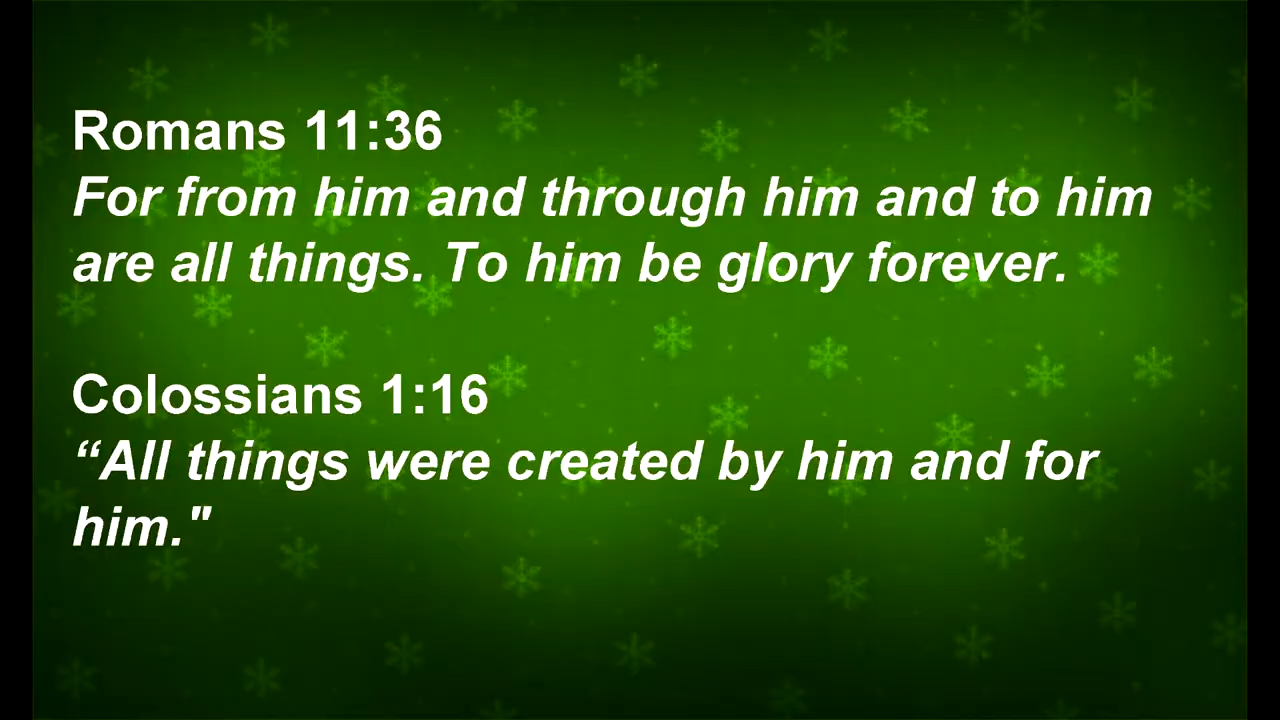 Romans 11:36
For from him and through him and to him
are all things. To him be glory forever.
Colossians 1:16
“All things were created by him and for
him."